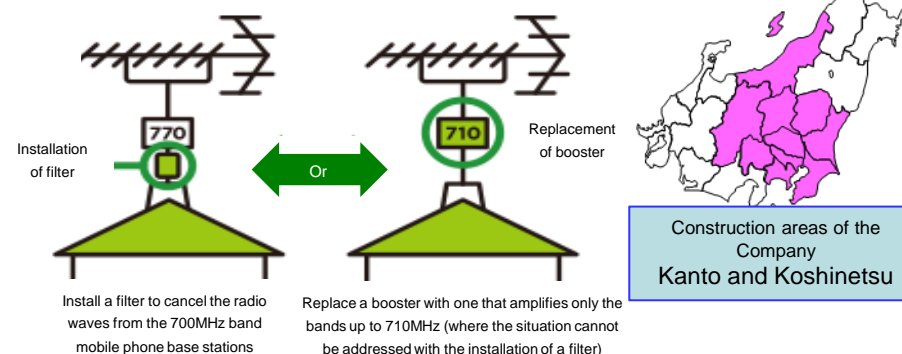 770
Installation
of filter
Or
710
Replacement
of booster
Install a filter to cancel the radio
waves from the 700MHz band
mobile phone base stations
Replace a booster with one that amplifies only the
bands up to 710MHz (where the situation cannot
be addressed with the installation of a filter)
Construction areas of the
Company
Kanto and Koshinetsu